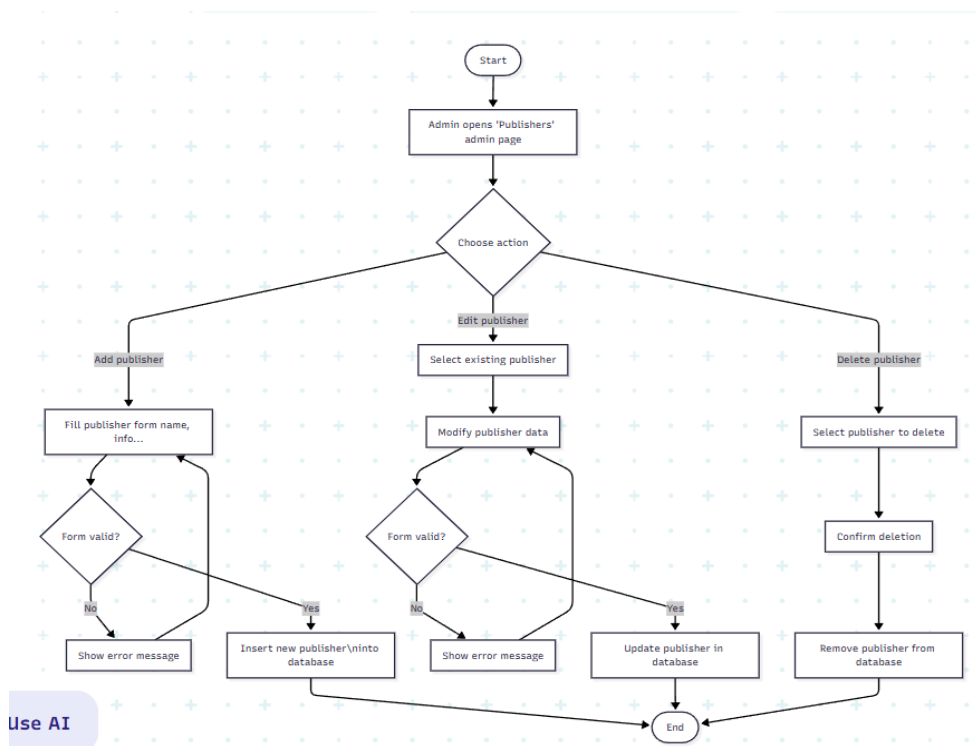 Start
Admin opens 'Publishers'
admin page
Choose action
Edit publisher
Add publisher
Select existing publisher
Delete publisher
Fill publisher form name,
info...
Modify publisher data
Select publisher to delete
Form valid?
Form valid?
Confirm deletion
No
Yes
No
Yes
Show error message
Insert new publisher\ninto
database
Show error message
Update publisher in
database
Remove publisher from
database
Use AI
End